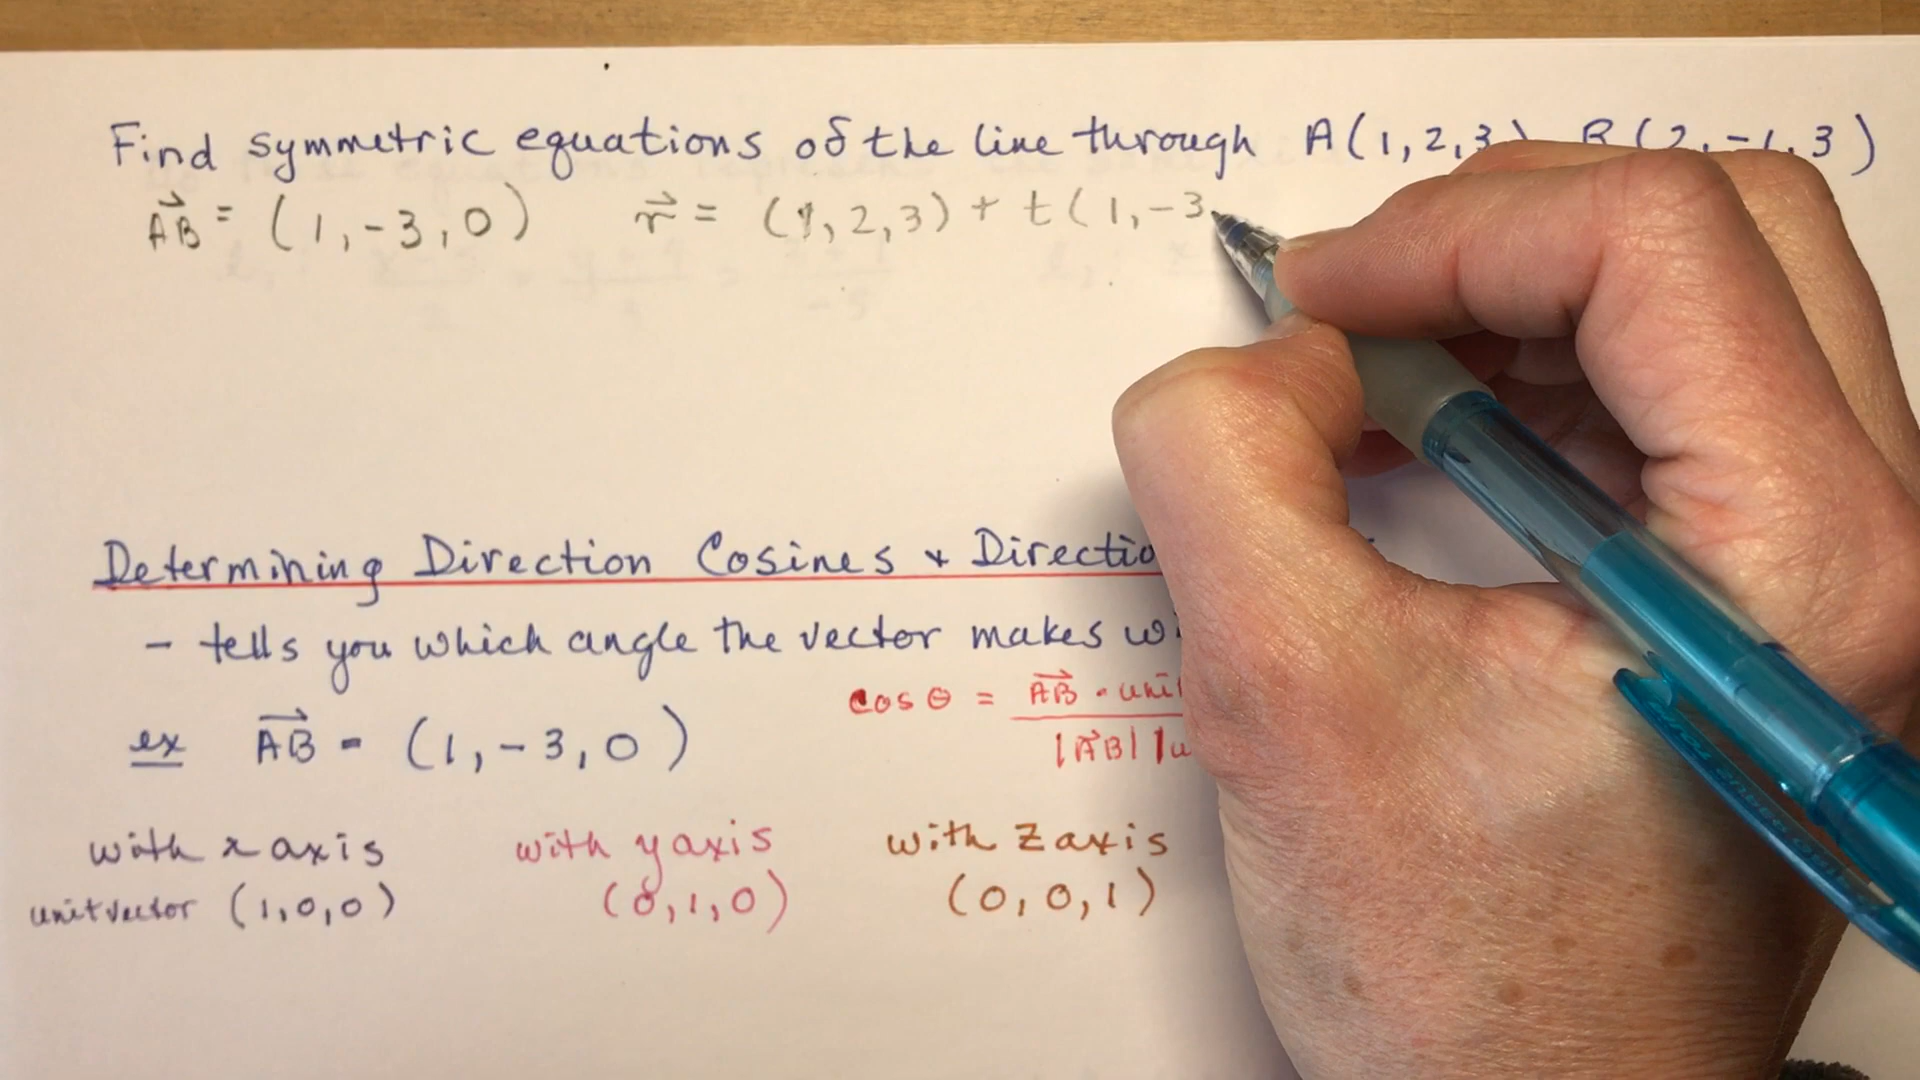 Find symmetric equations of the line through A(1,2,3) B(2,-1,3)
AB = (1,-3,0) r = (1,2,3) + t(1,-3,
Determining Direction Cosines + Directio
- tells you which angle the vector makes wi
cos θ = AB · uni
|AB| |u
ex AB = (1,-3,0)
with x axis with y axis with z axis
unit vector (1,0,0) (0,1,0) (0,0,1)